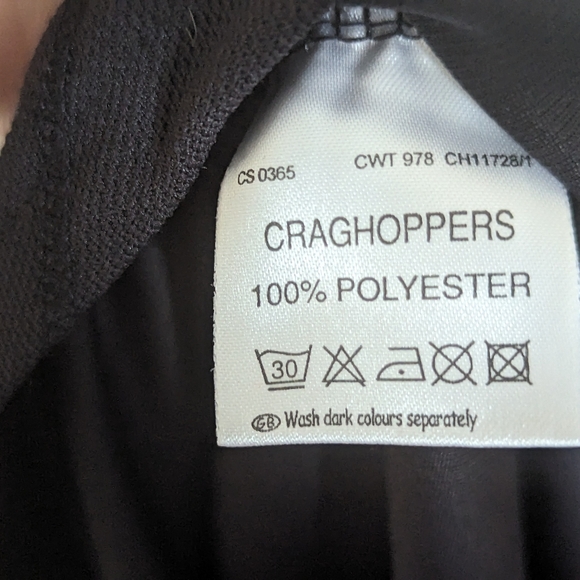 CS 0365 CWT 978 CH11728/1
CRAGHOPPERS
100% POLYESTER
30
GB Wash dark colours separately